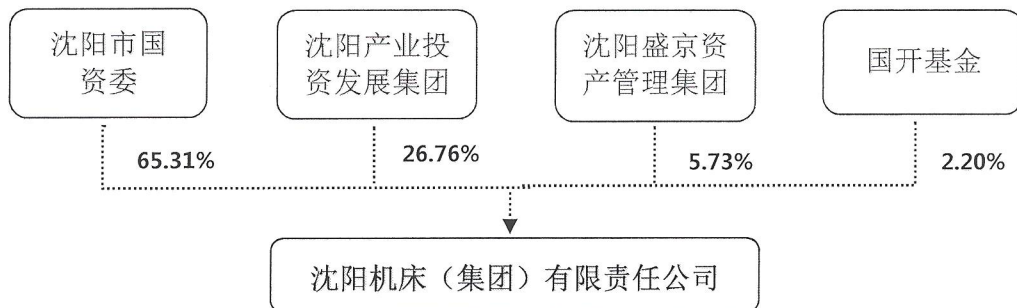 沈阳市国
资委
沈阳产业投
资发展集团
沈阳盛京资
产管理集团
国开基金
65.31%
26.76%
5.73%
2.20%
沈阳机床（集团）有限责任公司